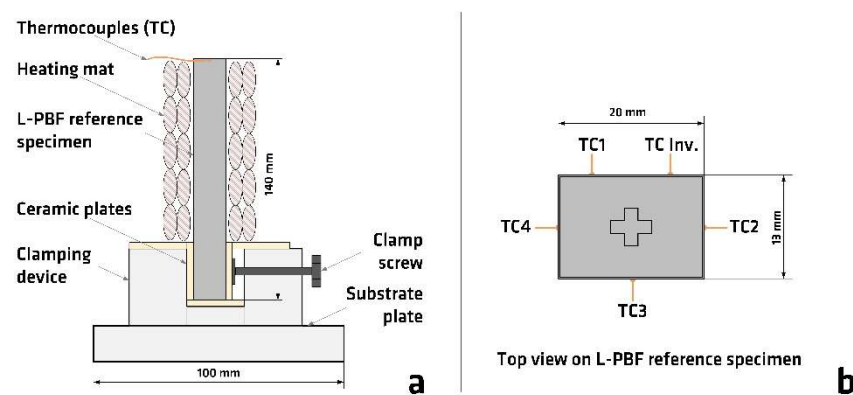 Thermocouples (TC)
Heating mat
L-PBF reference
specimen
Ceramic plates
Clamping
device
140 mm
Clamp
screw
Substrate
plate
100 mm
a
20 mm
TC1
TC Inv.
TC4
TC2
13 mm
TC3
Top view on L-PBF reference specimen
b